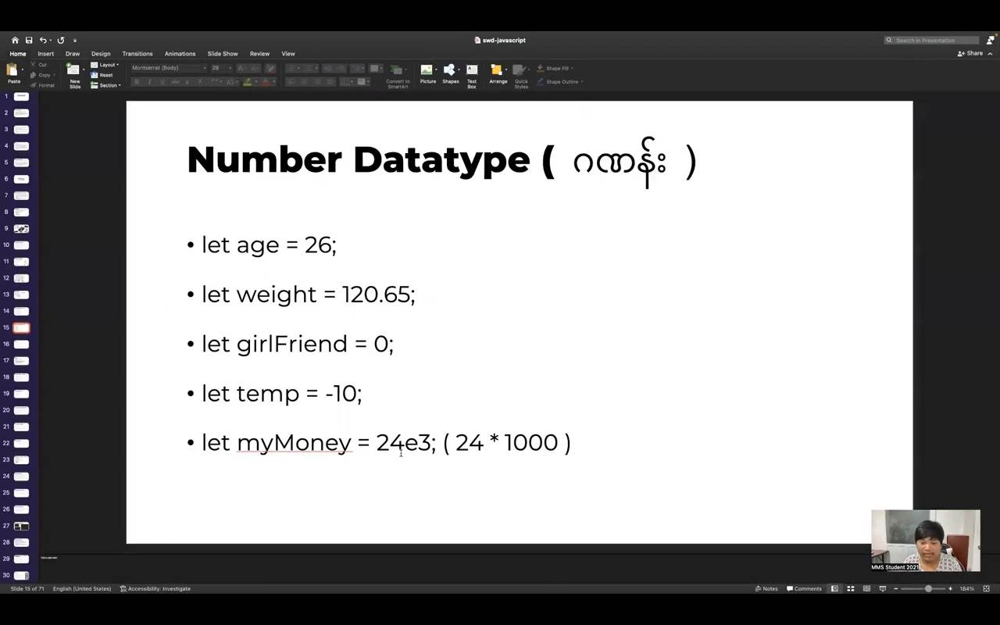 swd-javascript
Search in Presentation
Home Insert Draw Design Transitions Animations Slide Show Review View
Share
Paste
Cut
Copy
Format
New Slide
Layout
Reset
Section
Montserrat (Body) 28
Convert to SmartArt
Picture
Shapes
Text Box
Arrange
Quick Styles
Shape Fill
Shape Outline
1
2
3
4
5
6
7
8
9
10
11
12
13
14
15
16
17
18
19
20
21
22
23
24
25
26
27
28
29
30
Number Datatype ( ဂဏန်း )
• let age = 26;
• let weight = 120.65;
• let girlFriend = 0;
• let temp = -10;
• let myMoney = 24e3; ( 24 * 1000 )
MMS Student 2021
Slide 15 of 71 English (United States) Accessibility: Investigate
Notes Comments 184%